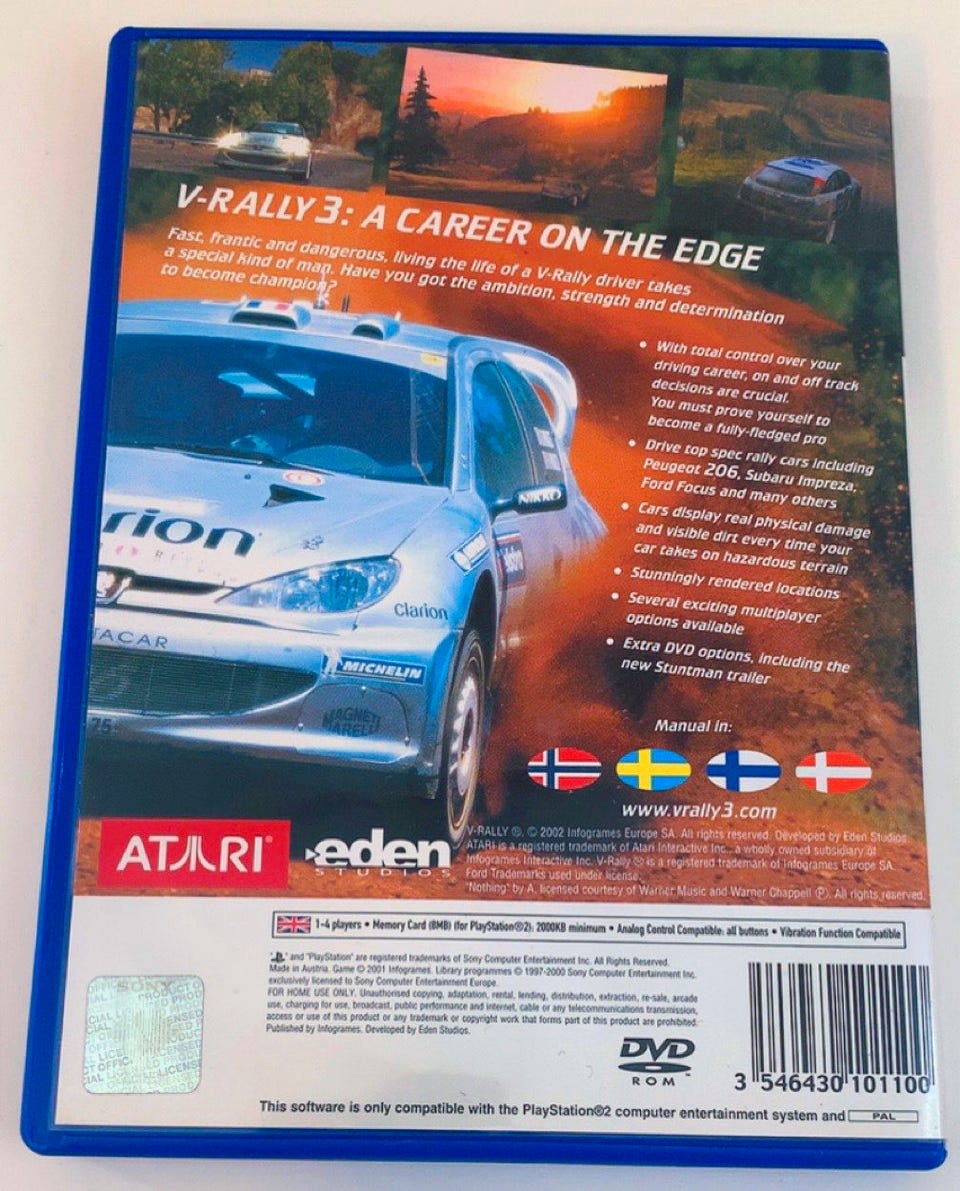 V-RALLY 3: A CAREER ON THE EDGE
Fast, frantic and dangerous, living the life of a V-Rally driver takes
a special kind of man. Have you got the ambition, strength and determination
to become champion?
• With total control over your
driving career, on and off track
decisions are crucial.
You must prove yourself to
become a fully-fledged pro
• Drive top spec rally cars including
Peugeot 206, Subaru Impreza,
Ford Focus and many others
• Cars display real physical damage
and visible dirt every time your
car takes on hazardous terrain
• Stunningly rendered locations
• Several exciting multiplayer
options available
• Extra DVD options, including the
new Stuntman trailer
NIKKO
rion
Clarion
TACAR
MICHELIN
MAGNETI
MARELLI
75
Manual in:
www.vrally3.com
ATARI®
eden
STUDIOS
V-RALLY ®, © 2002 Infogrames Europe SA. All rights reserved. Developed by Eden Studios.
ATARI is a registered trademark of Atari Interactive Inc., a wholly owned subsidiary of
Infogrames Interactive Inc. V-Rally ® is a registered trademark of Infogrames Europe SA.
Ford Trademarks used under license.
"Nothing" by A, licensed courtesy of Warner Music and Warner Chappell ℗. All rights reserved.
1-4 players • Memory Card (8MB) (for PlayStation®2): 2000KB minimum • Analog Control Compatible: all buttons • Vibration Function Compatible
" " and "PlayStation" are registered trademarks of Sony Computer Entertainment Inc. All Rights Reserved.
Made in Austria. Game © 2001 Infogrames. Library programmes © 1997-2000 Sony Computer Entertainment Inc.
exclusively licensed to Sony Computer Entertainment Europe.
FOR HOME USE ONLY. Unauthorised copying, adaptation, rental, lending, distribution, extraction, re-sale, arcade
use, charging for use, broadcast, public performance and internet, cable or any telecommunications transmission,
access or use of this product or any trademark or copyright work that forms part of this product are prohibited.
Published by Infogrames. Developed by Eden Studios.
SONY
DVD
ROM
3 546430 101100
This software is only compatible with the PlayStation®2 computer entertainment system and PAL